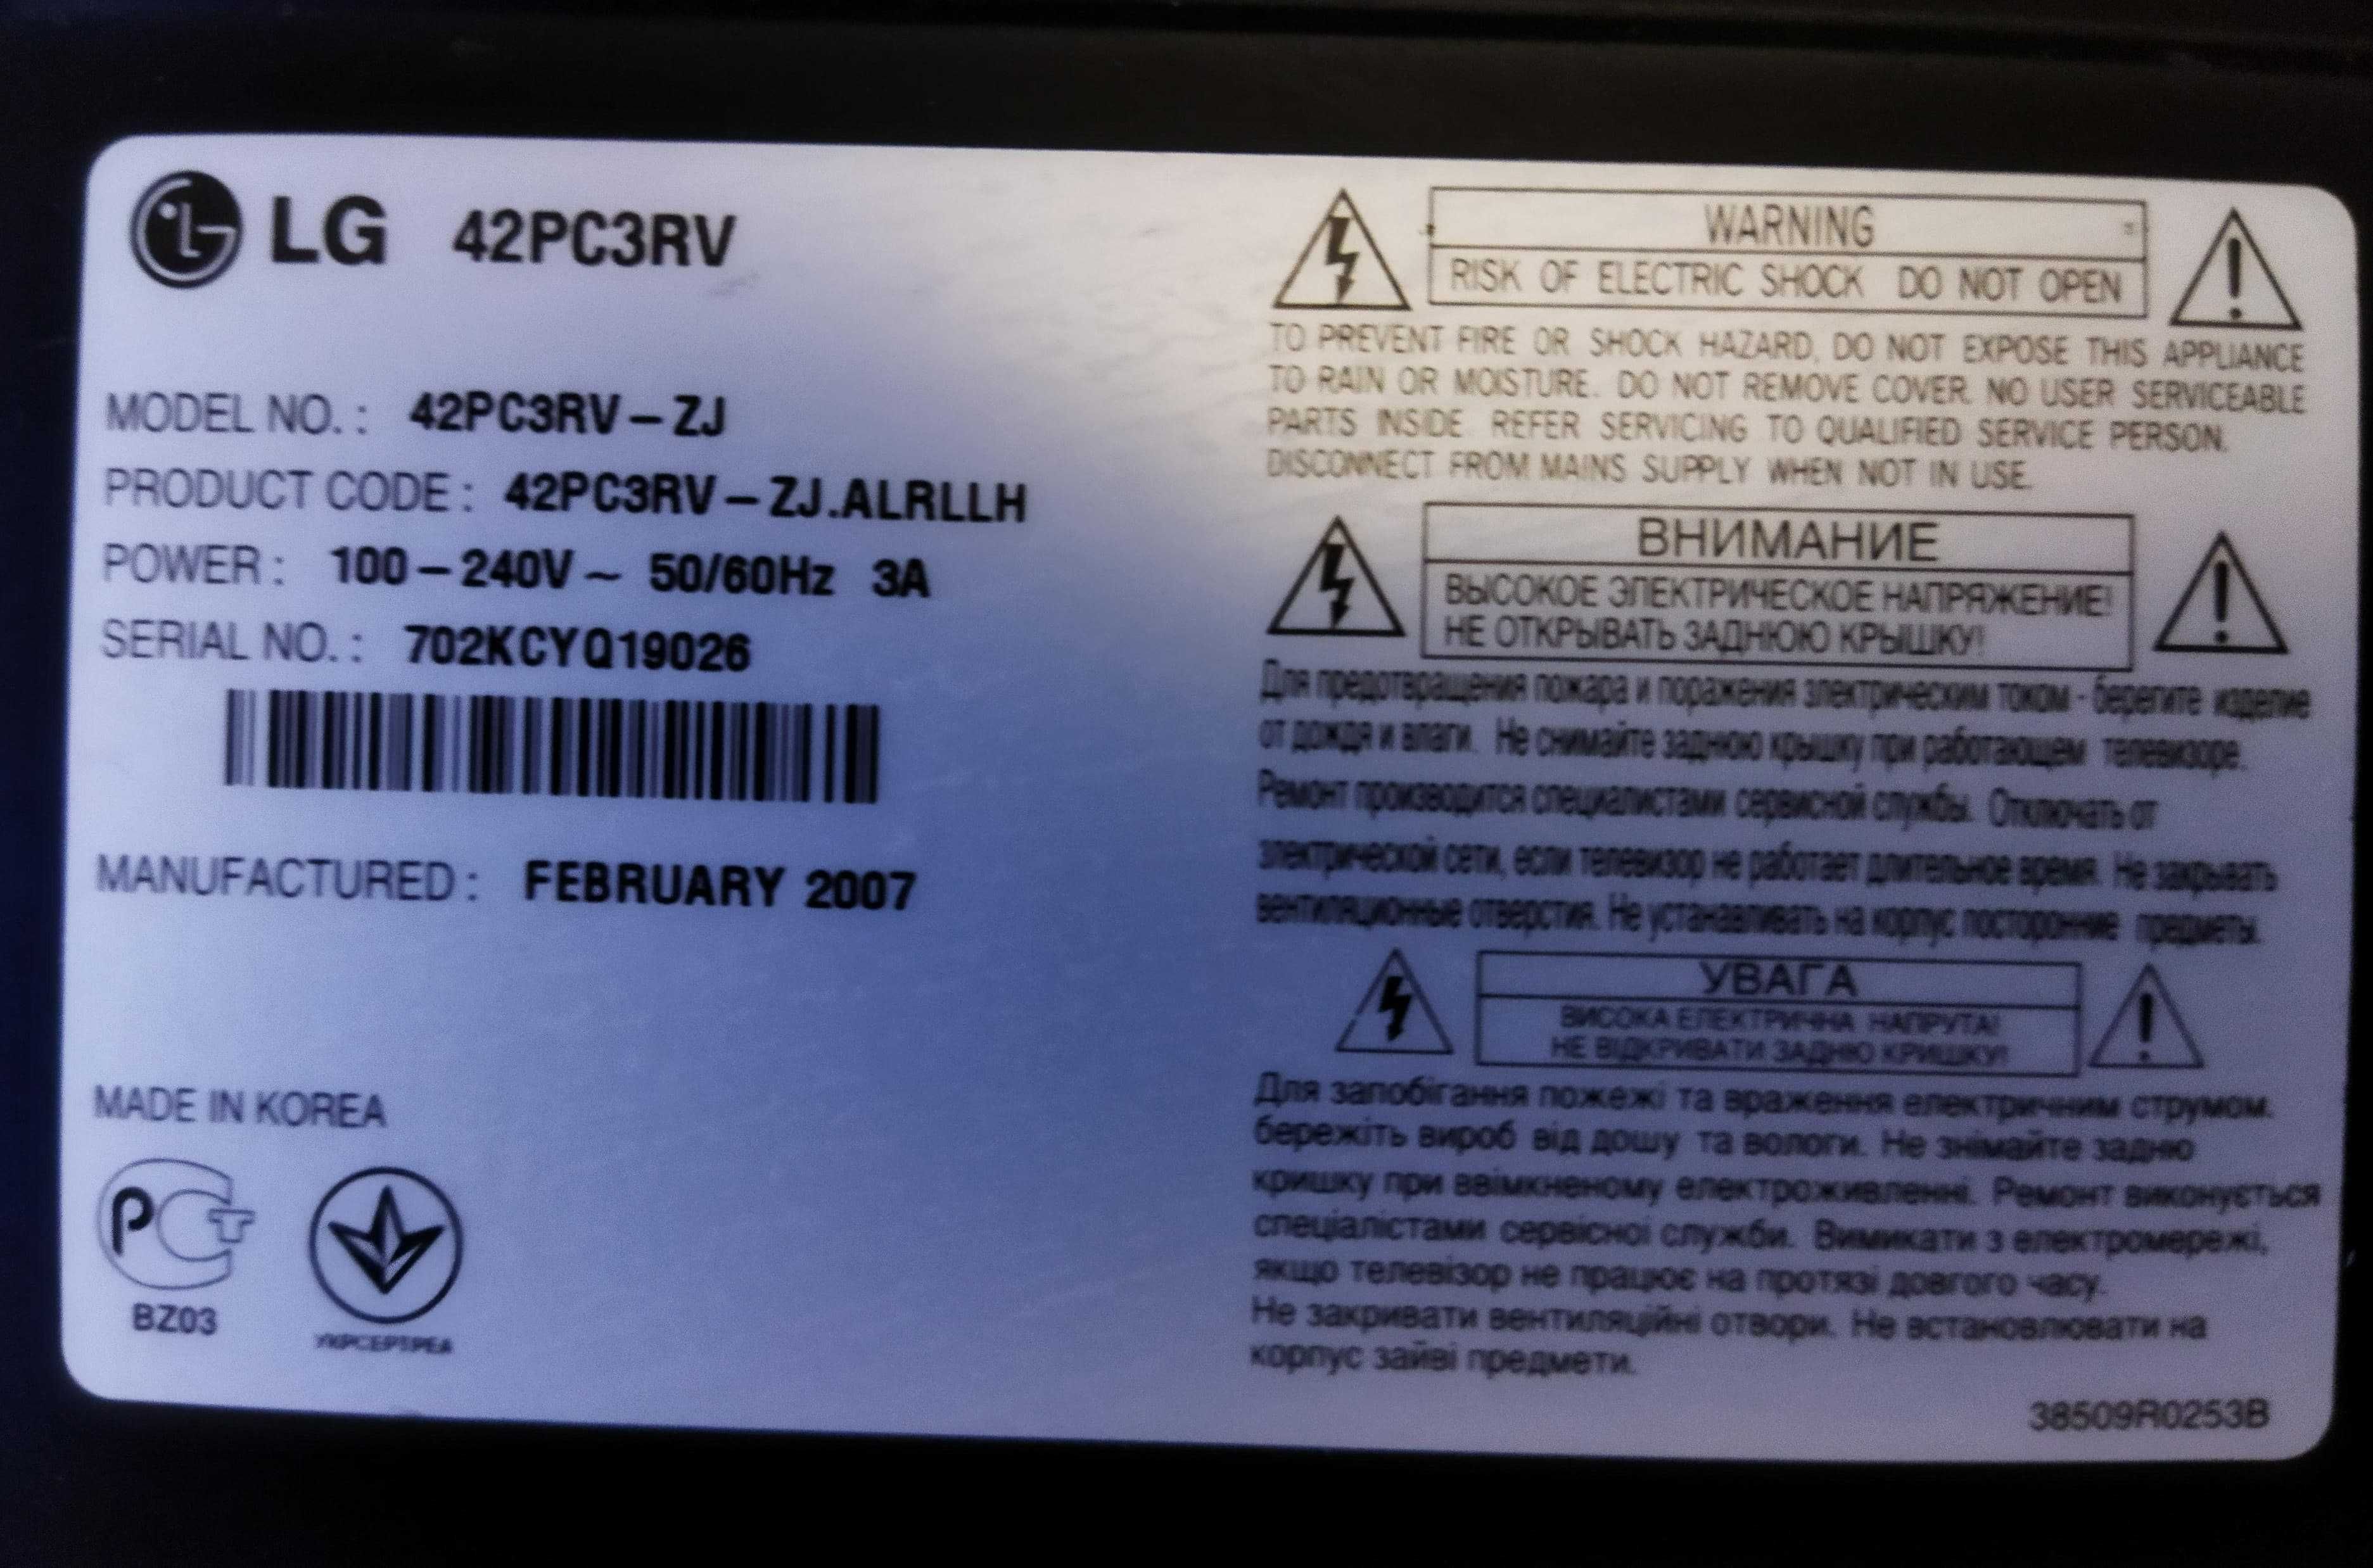 LG 42PC3RV
MODEL NO. : 42PC3RV-ZJ
PRODUCT CODE : 42PC3RV-ZJ.ALRLLH
POWER : 100-240V~ 50/60Hz 3A
SERIAL NO. : 702KCYQ19026
MANUFACTURED : FEBRUARY 2007
MADE IN KOREA
РСТ
BZ03
УКРСЕРТРЕА
WARNING
RISK OF ELECTRIC SHOCK DO NOT OPEN
TO PREVENT FIRE OR SHOCK HAZARD, DO NOT EXPOSE THIS APPLIANCE
TO RAIN OR MOISTURE. DO NOT REMOVE COVER. NO USER SERVICEABLE
PARTS INSIDE. REFER SERVICING TO QUALIFIED SERVICE PERSON.
DISCONNECT FROM MAINS SUPPLY WHEN NOT IN USE.
ВНИМАНИЕ
ВЫСОКОЕ ЭЛЕКТРИЧЕСКОЕ НАПРЯЖЕНИЕ!
НЕ ОТКРЫВАТЬ ЗАДНЮЮ КРЫШКУ!
Для предотвращения пожара и поражения электрическим током - берегите изделие
от дождя и влаги. Не снимайте заднюю крышку при работающем телевизоре.
Ремонт производится специалистами сервисной службы. Отключать от
электрической сети, если телевизор не работает длительное время. Не закрывать
вентиляционные отверстия. Не устанавливать на корпус посторонние предметы.
УВАГА
ВИСОКА ЕЛЕКТРИЧНА НАПРУГА!
НЕ ВІДКРИВАТИ ЗАДНЮ КРИШКУ!
Для запобігання пожежі та враження електричним струмом.
бережіть вироб від дошу та вологи. Не знімайте задню
кришку при ввімкненому електроживленні. Ремонт виконується
спеціалістами сервісної служби. Вимикати з електромережі,
якщо телевізор не працює на протязі довгого часу.
Не закривати вентиляційні отвори. Не встановлювати на
корпус зайві предмети.
38509R0253B